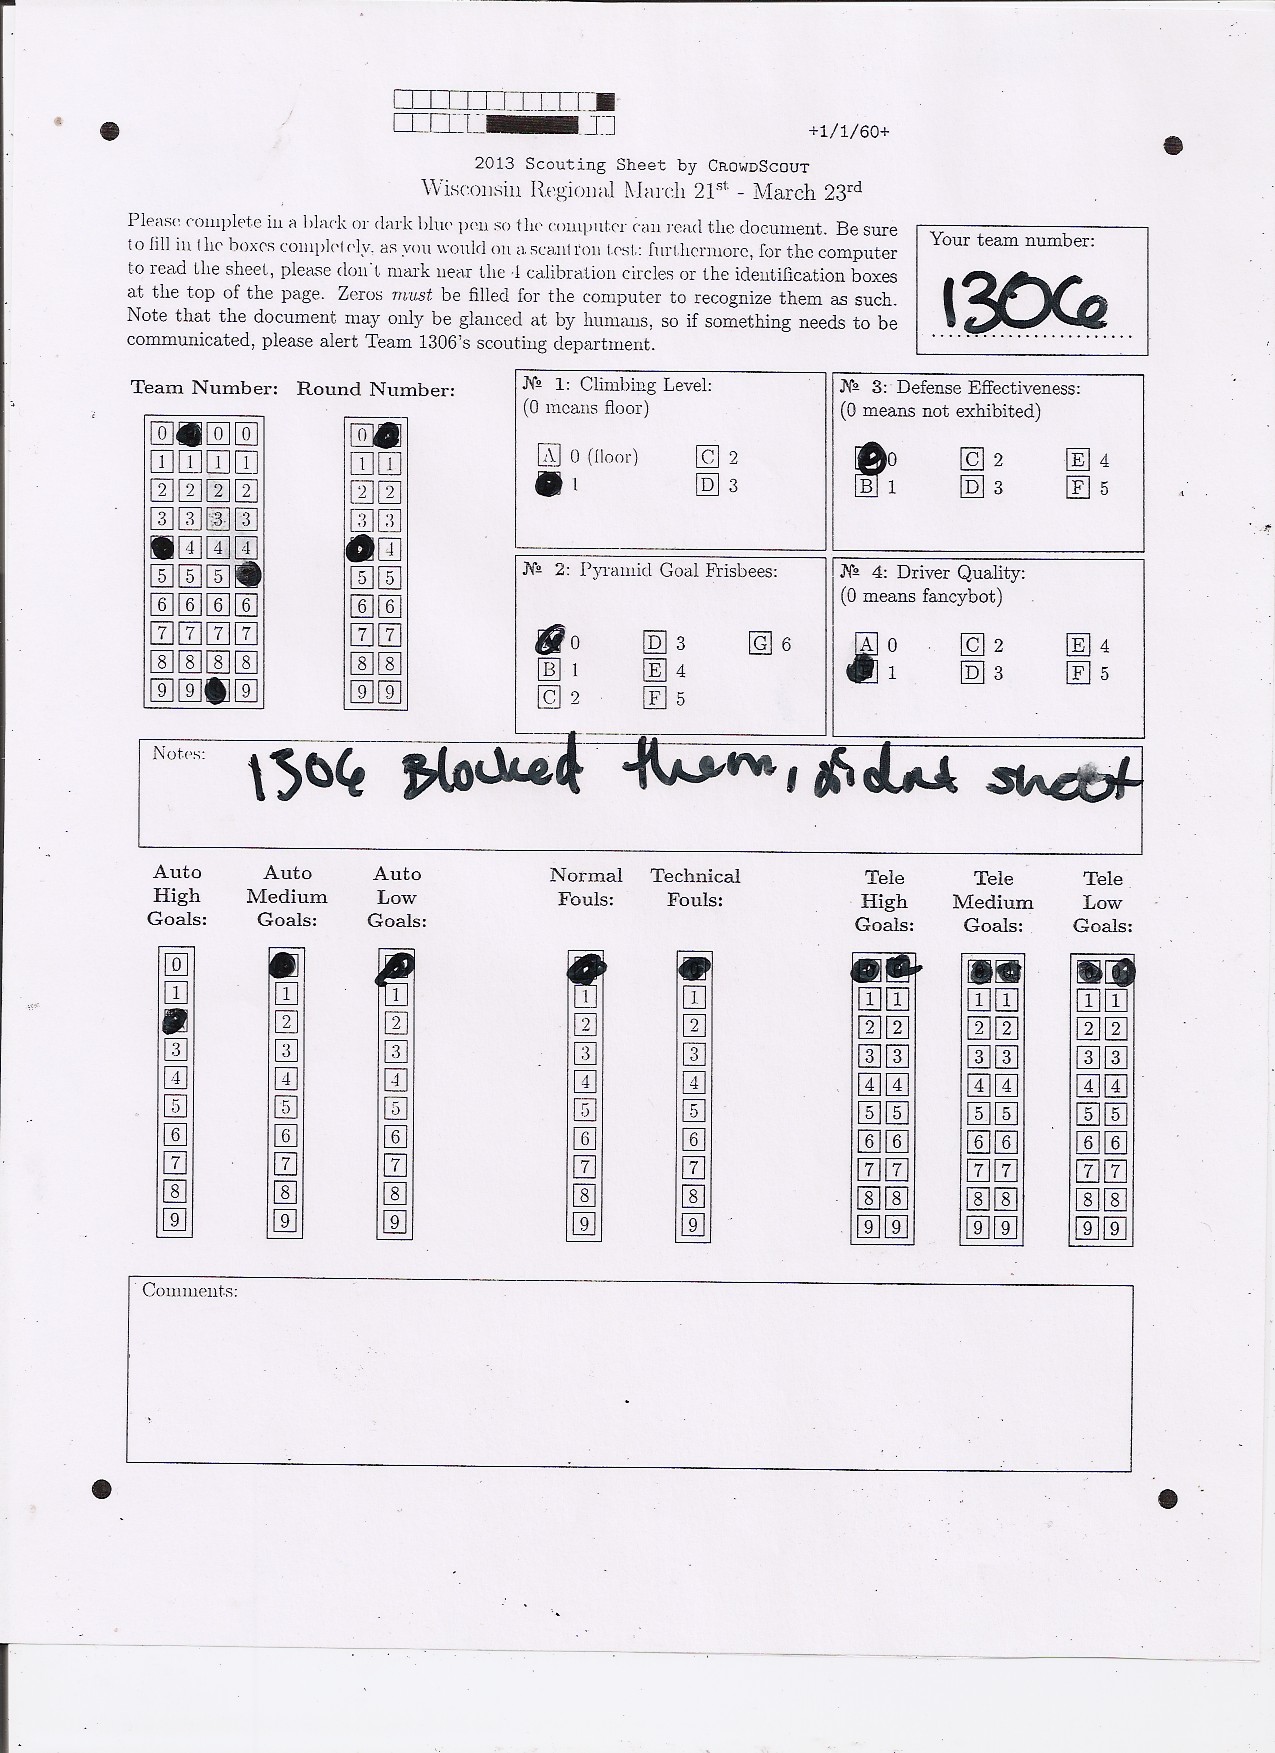 +1/1/60+
2013 Scouting Sheet by CROWDSCOUT
Wisconsin Regional March 21st - March 23rd
Please complete in a black or dark blue pen so the computer can read the document. Be sure
to fill in the boxes completely, as you would on a scantron test; furthermore, for the computer
to read the sheet, please don't mark near the 4 calibration circles or the identification boxes
at the top of the page. Zeros must be filled for the computer to recognize them as such.
Note that the document may only be glanced at by humans, so if something needs to be
communicated, please alert Team 1306's scouting department.
Your team number:
1306
Team Number: Round Number:
0 0 0 0
1 1 1 1 1 1
2 2 2 2 2 2
3 3 3 3 3 3
4 4 4 4
5 5 5 5 5
6 6 6 6 6 6
7 7 7 7 7 7
8 8 8 8 8 8
9 9 9 9 9
№ 1: Climbing Level:
(0 means floor)
A 0 (floor) C 2
1 D 3
№ 3: Defense Effectiveness:
(0 means not exhibited)
0 C 2 E 4
B 1 D 3 F 5
№ 2: Pyramid Goal Frisbees:
0 D 3 G 6
B 1 E 4
C 2 F 5
№ 4: Driver Quality:
(0 means fancybot)
A 0 C 2 E 4
1 D 3 F 5
Notes: 1306 Blocked them, didnt shoot
Auto Auto Auto Normal Technical Tele Tele Tele
High Medium Low Fouls: Fouls: High Medium Low
Goals: Goals: Goals: Goals: Goals: Goals:
0
1 1 1 1 1 1 1 1 1 1 1
2 2 2 2 2 2 2 2 2 2
3 3 3 3 3 3 3 3 3 3 3
4 4 4 4 4 4 4 4 4 4 4
5 5 5 5 5 5 5 5 5 5 5
6 6 6 6 6 6 6 6 6 6 6
7 7 7 7 7 7 7 7 7 7 7
8 8 8 8 8 8 8 8 8 8 8
9 9 9 9 9 9 9 9 9 9 9
Comments: